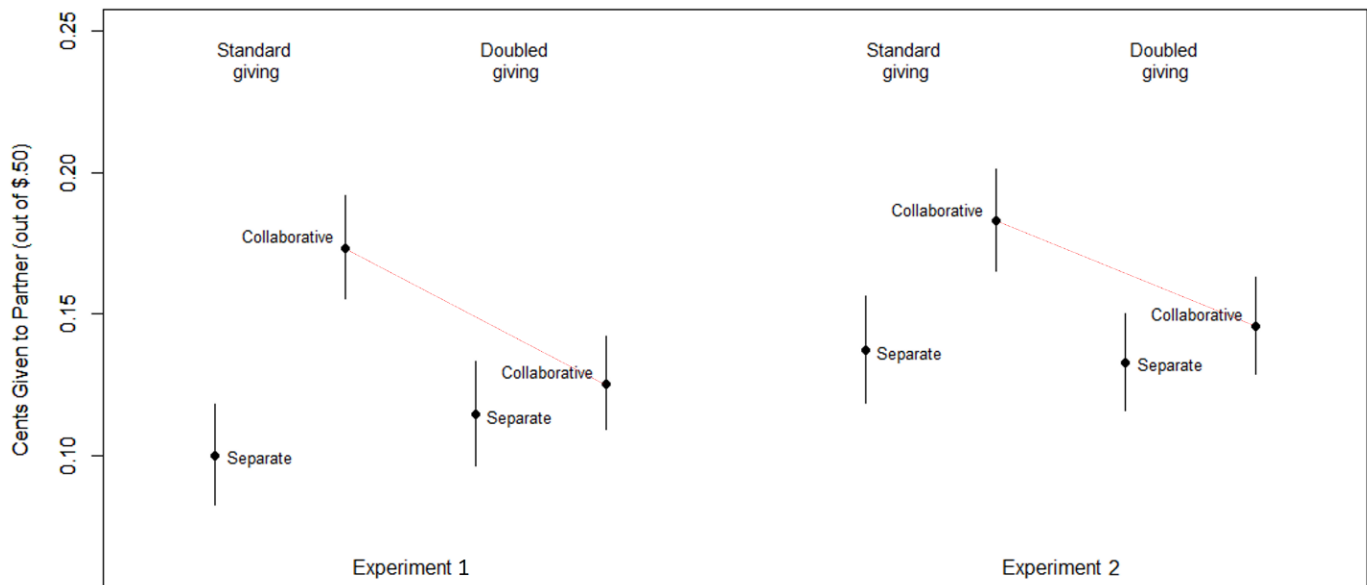 Cents Given to Partner (out of $.50)
0.25
0.20
0.15
0.10
Standard
giving
Doubled
giving
Collaborative
Collaborative
Separate
Separate
Experiment 1
Standard
giving
Doubled
giving
Collaborative
Collaborative
Separate
Separate
Experiment 2